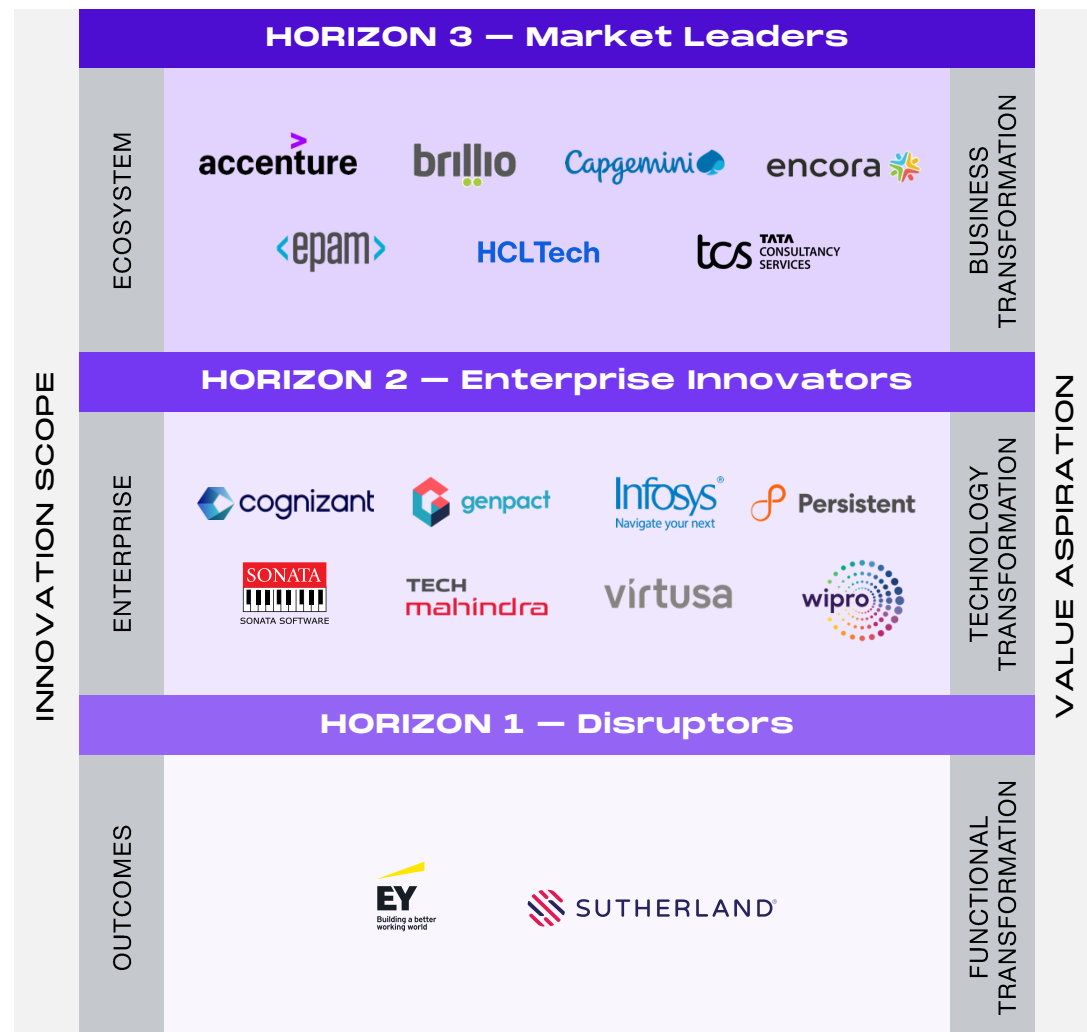 HORIZON 3 — Market Leaders
INNOVATION SCOPE
VALUE ASPIRATION
ECOSYSTEM
BUSINESS
TRANSFORMATION
accenture
brillio
Capgemini
encora
<epam>
HCLTech
tcs TATA
CONSULTANCY
SERVICES
HORIZON 2 — Enterprise Innovators
ENTERPRISE
TECHNOLOGY
TRANSFORMATION
cognizant
genpact
Infosys®
Navigate your next
Persistent
SONATA
SONATA SOFTWARE
TECH
mahindra
virtusa
wipro
HORIZON 1 — Disruptors
OUTCOMES
FUNCTIONAL
TRANSFORMATION
EY
Building a better
working world
SUTHERLAND®